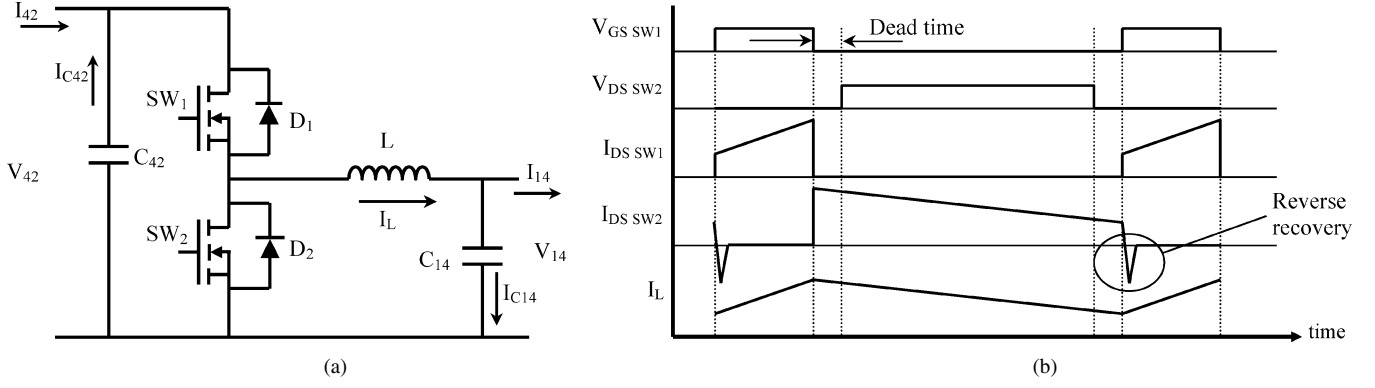 I42
IC42
SW1
D1
C42
V42
L
I14
IL
SW2
D2
C14
V14
IC14
(a)
VGS SW1
Dead time
VDS SW2
IDS SW1
IDS SW2
Reverse
recovery
IL
time
(b)